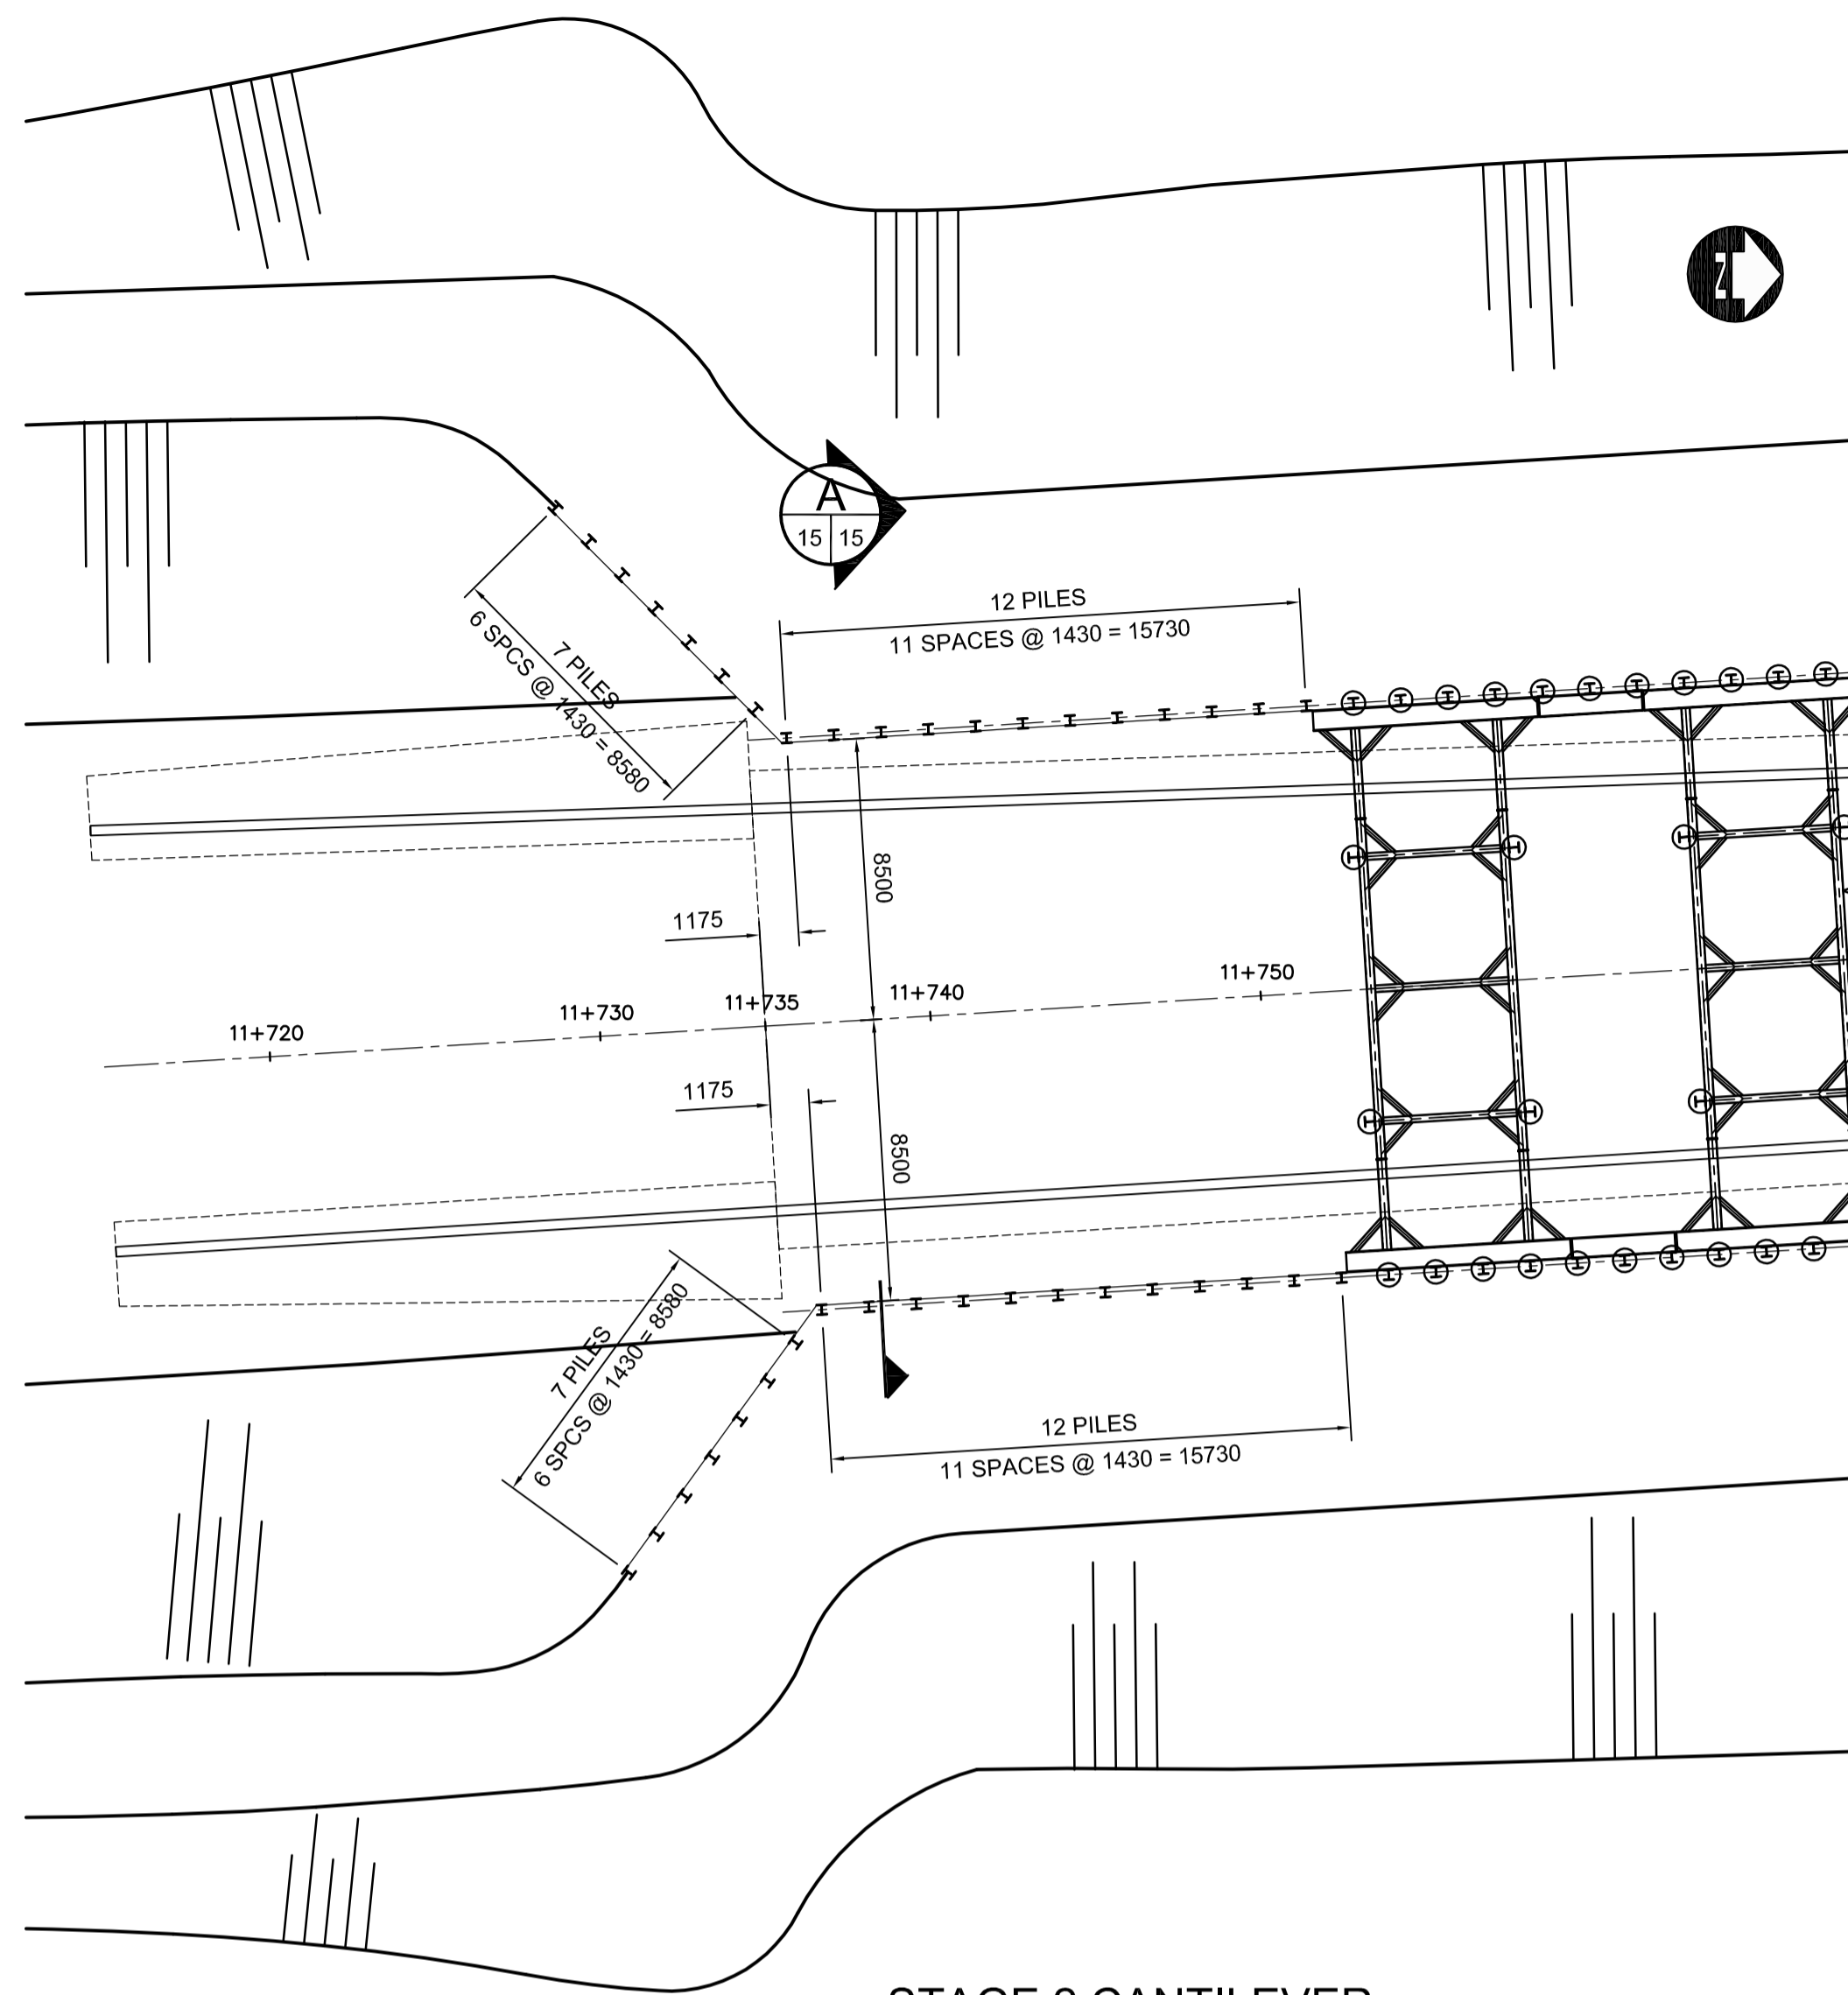 N
A
15 15
12 PILES
11 SPACES @ 1430 = 15730
7 PILES
6 SPCS @ 1430 = 8580
8500
1175
11+720
11+730
11+735
11+740
11+750
1175
8500
7 PILES
6 SPCS @ 1430 = 8580
12 PILES
11 SPACES @ 1430 = 15730